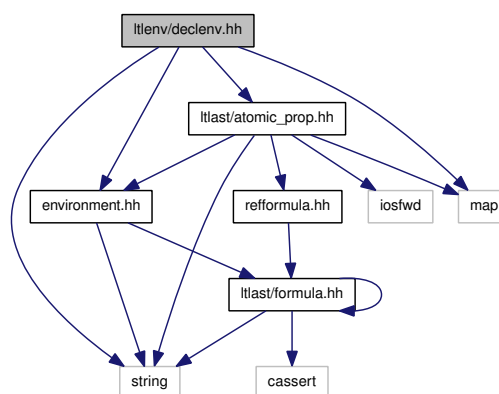 ltlenv/declenv.hh
ltlast/atomic_prop.hh
environment.hh
refformula.hh
iosfwd
map
ltlast/formula.hh
string
cassert